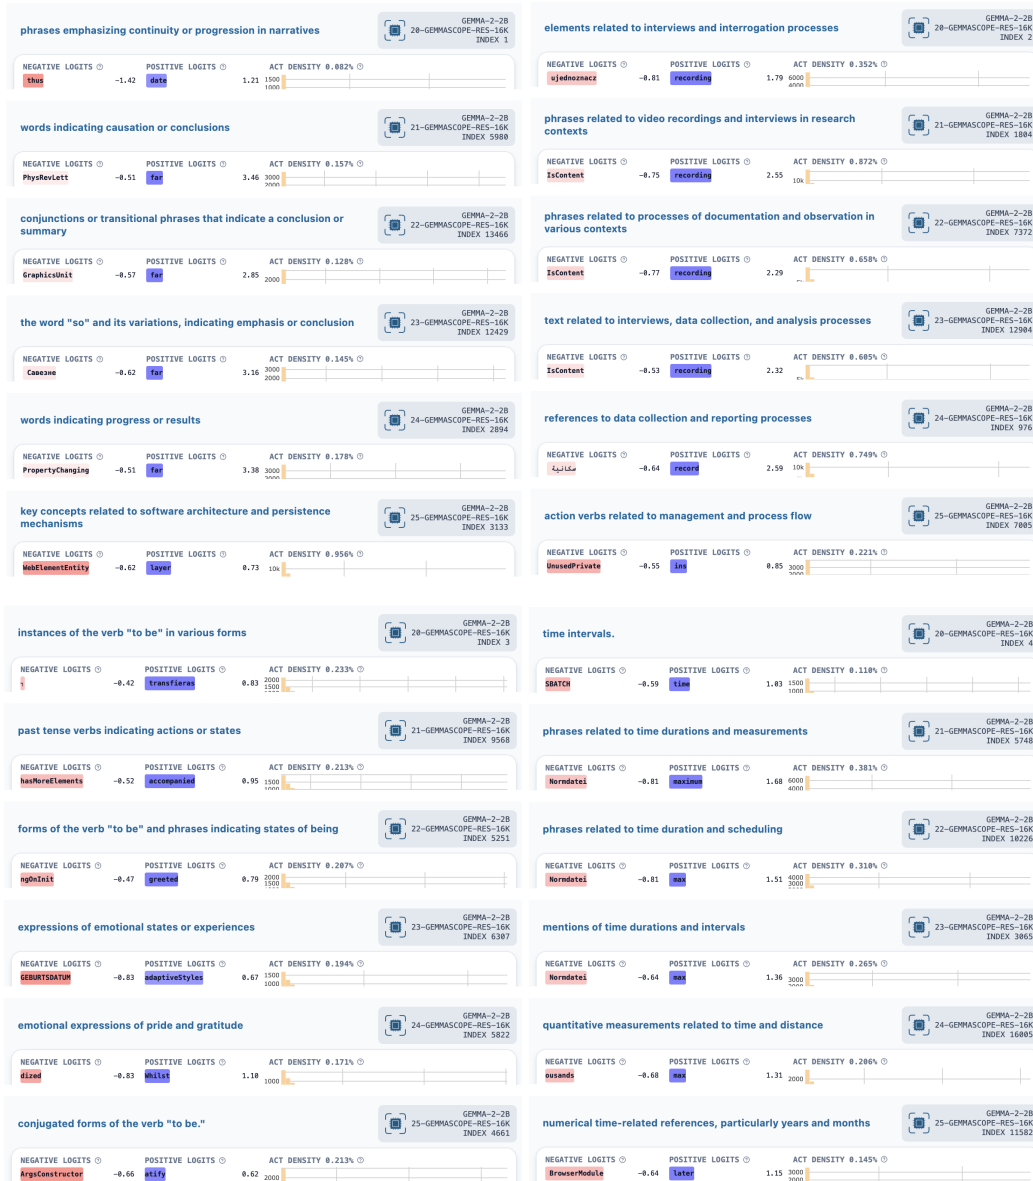 phrases emphasizing continuity or progression in narratives
GEMMA-2-2B
20-GEMMASCOPE-RES-16K
INDEX 1
NEGATIVE LOGITS POSITIVE LOGITS ACT DENSITY 0.082%
thus -1.42 date 1.21 1500
1000
words indicating causation or conclusions
GEMMA-2-2B
21-GEMMASCOPE-RES-16K
INDEX 5980
NEGATIVE LOGITS POSITIVE LOGITS ACT DENSITY 0.157%
PhysRevLett -0.51 far 3.46 3000
2000
conjunctions or transitional phrases that indicate a conclusion or
summary
GEMMA-2-2B
22-GEMMASCOPE-RES-16K
INDEX 13466
NEGATIVE LOGITS POSITIVE LOGITS ACT DENSITY 0.128%
GraphicsUnit -0.57 far 2.85 2000
the word "so" and its variations, indicating emphasis or conclusion
GEMMA-2-2B
23-GEMMASCOPE-RES-16K
INDEX 12429
NEGATIVE LOGITS POSITIVE LOGITS ACT DENSITY 0.145%
Савезне -0.62 far 3.16 3000
2000
words indicating progress or results
GEMMA-2-2B
24-GEMMASCOPE-RES-16K
INDEX 2894
NEGATIVE LOGITS POSITIVE LOGITS ACT DENSITY 0.178%
PropertyChanging -0.51 far 3.38 3000
2000
key concepts related to software architecture and persistence
mechanisms
GEMMA-2-2B
25-GEMMASCOPE-RES-16K
INDEX 3133
NEGATIVE LOGITS POSITIVE LOGITS ACT DENSITY 0.956%
WebElementEntity -0.62 layer 0.73 10k
elements related to interviews and interrogation processes
GEMMA-2-2B
20-GEMMASCOPE-RES-16K
INDEX 2
NEGATIVE LOGITS POSITIVE LOGITS ACT DENSITY 0.352%
ujednoznacz -0.81 recording 1.79 6000
4000
phrases related to video recordings and interviews in research
contexts
GEMMA-2-2B
21-GEMMASCOPE-RES-16K
INDEX 1804
NEGATIVE LOGITS POSITIVE LOGITS ACT DENSITY 0.872%
IsContent -0.75 recording 2.55 10k
phrases related to processes of documentation and observation in
various contexts
GEMMA-2-2B
22-GEMMASCOPE-RES-16K
INDEX 7372
NEGATIVE LOGITS POSITIVE LOGITS ACT DENSITY 0.658%
IsContent -0.77 recording 2.29
text related to interviews, data collection, and analysis processes
GEMMA-2-2B
23-GEMMASCOPE-RES-16K
INDEX 12904
NEGATIVE LOGITS POSITIVE LOGITS ACT DENSITY 0.605%
IsContent -0.53 recording 2.32
references to data collection and reporting processes
GEMMA-2-2B
24-GEMMASCOPE-RES-16K
INDEX 976
NEGATIVE LOGITS POSITIVE LOGITS ACT DENSITY 0.749%
-0.64 record 2.59 10k
action verbs related to management and process flow
GEMMA-2-2B
25-GEMMASCOPE-RES-16K
INDEX 7005
NEGATIVE LOGITS POSITIVE LOGITS ACT DENSITY 0.221%
UnusedPrivate -0.55 ins 0.85 3000
2000
instances of the verb "to be" in various forms
GEMMA-2-2B
20-GEMMASCOPE-RES-16K
INDEX 3
NEGATIVE LOGITS POSITIVE LOGITS ACT DENSITY 0.233%
-0.42 transfieras 0.83 2000
1500
1000
past tense verbs indicating actions or states
GEMMA-2-2B
21-GEMMASCOPE-RES-16K
INDEX 9568
NEGATIVE LOGITS POSITIVE LOGITS ACT DENSITY 0.213%
hasMoreElements -0.52 accompanied 0.95 1500
1000
forms of the verb "to be" and phrases indicating states of being
GEMMA-2-2B
22-GEMMASCOPE-RES-16K
INDEX 5251
NEGATIVE LOGITS POSITIVE LOGITS ACT DENSITY 0.207%
ngOnInit -0.47 greeted 0.79 2000
1500
expressions of emotional states or experiences
GEMMA-2-2B
23-GEMMASCOPE-RES-16K
INDEX 6307
NEGATIVE LOGITS POSITIVE LOGITS ACT DENSITY 0.194%
GEBURTSDATUM -0.83 adaptiveStyles 0.67 1500
1000
emotional expressions of pride and gratitude
GEMMA-2-2B
24-GEMMASCOPE-RES-16K
INDEX 5822
NEGATIVE LOGITS POSITIVE LOGITS ACT DENSITY 0.171%
dized -0.83 Whilst 1.10 1000
conjugated forms of the verb "to be."
GEMMA-2-2B
25-GEMMASCOPE-RES-16K
INDEX 4661
NEGATIVE LOGITS POSITIVE LOGITS ACT DENSITY 0.213%
ArgsConstructor -0.66 atify 0.62 2000
time intervals.
GEMMA-2-2B
20-GEMMASCOPE-RES-16K
INDEX 4
NEGATIVE LOGITS POSITIVE LOGITS ACT DENSITY 0.110%
SBATCH -0.59 time 1.03 1500
1000
phrases related to time durations and measurements
GEMMA-2-2B
21-GEMMASCOPE-RES-16K
INDEX 5748
NEGATIVE LOGITS POSITIVE LOGITS ACT DENSITY 0.381%
Normdatei -0.81 maximum 1.68 6000
4000
phrases related to time duration and scheduling
GEMMA-2-2B
22-GEMMASCOPE-RES-16K
INDEX 10226
NEGATIVE LOGITS POSITIVE LOGITS ACT DENSITY 0.310%
Normdatei -0.81 max 1.51 4000
3000
mentions of time durations and intervals
GEMMA-2-2B
23-GEMMASCOPE-RES-16K
INDEX 3065
NEGATIVE LOGITS POSITIVE LOGITS ACT DENSITY 0.265%
Normdatei -0.64 max 1.36 3000
2000
quantitative measurements related to time and distance
GEMMA-2-2B
24-GEMMASCOPE-RES-16K
INDEX 16005
NEGATIVE LOGITS POSITIVE LOGITS ACT DENSITY 0.206%
ousands -0.68 max 1.31 2000
numerical time-related references, particularly years and months
GEMMA-2-2B
25-GEMMASCOPE-RES-16K
INDEX 11582
NEGATIVE LOGITS POSITIVE LOGITS ACT DENSITY 0.145%
BrowserModule -0.64 later 1.15 3000
2000